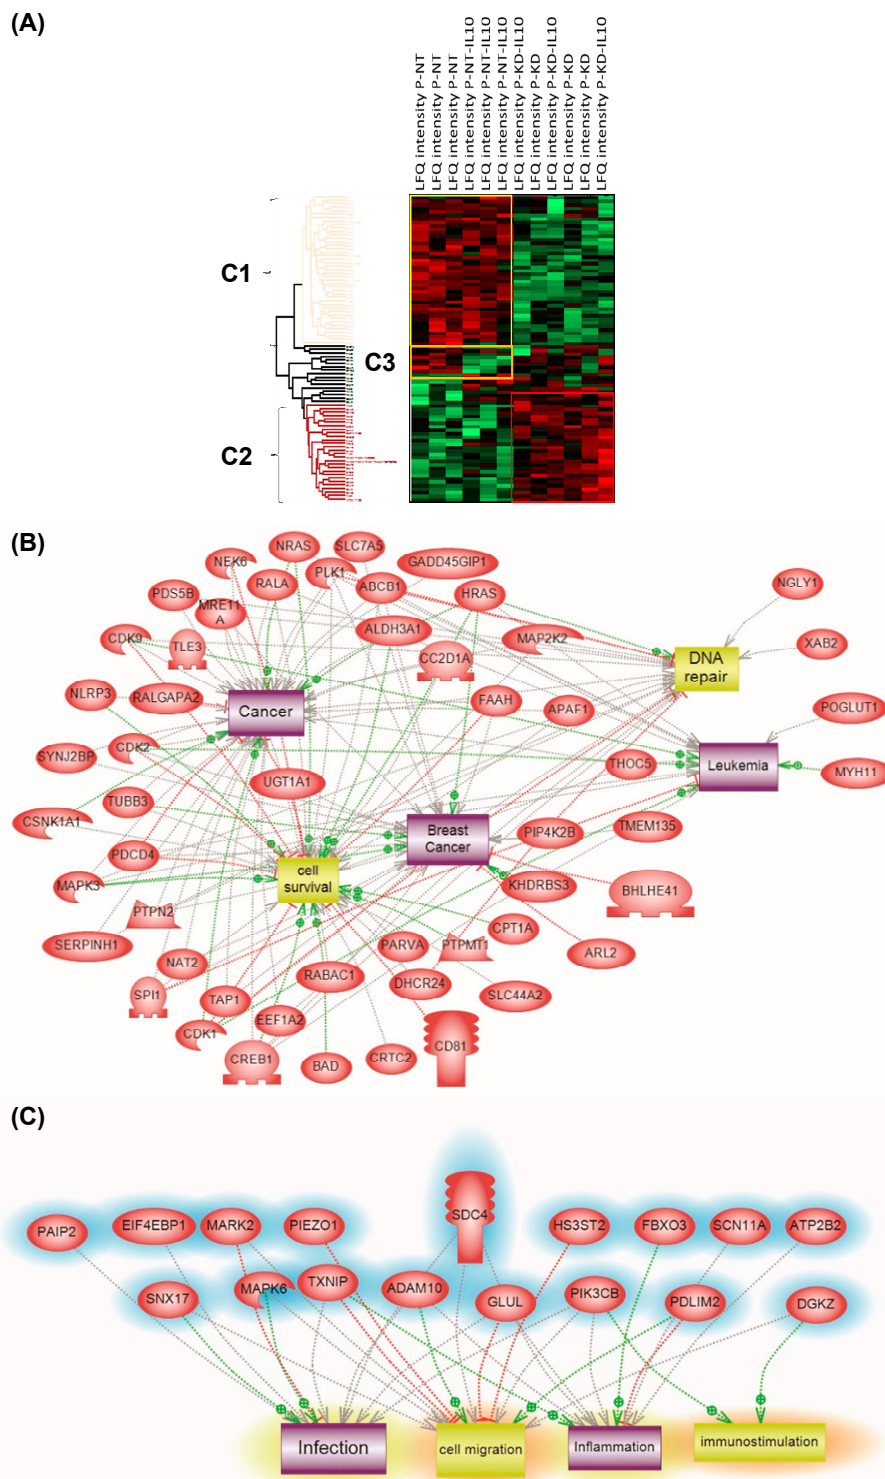 (A)
LFQ intensity P-NT
LFQ intensity P-NT
LFQ intensity P-NT
LFQ intensity P-NT-IL10
LFQ intensity P-NT-IL10
LFQ intensity P-NT-IL10
LFQ intensity P-KD-IL10
LFQ intensity P-KD
LFQ intensity P-KD-IL10
LFQ intensity P-KD
LFQ intensity P-KD
LFQ intensity P-KD-IL10
C1
C3
C2
(B)
NEK6
NRAS
SLC7A5
PLK1
GADD45GIP1
RALA
ABCB1
HRAS
NGLY1
PDS5B
MRE11
A
CDK9
TLE3
ALDH3A1
CC2D1A
MAP2K2
DNA
repair
XAB2
NLRP3
RALGAPA2
Cancer
FAAH
APAF1
POGLUT1
SYNJ2BP
CDK2
UGT1A1
THOC5
Leukemia
MYH11
TUBB3
CSNK1A1
Breast
Cancer
PIP4K2B
TMEM135
PDCD4
cell
survival
MAPK3
KHDRBS3
BHLHE41
PTPN2
CPT1A
SERPINH1
NAT2
PARVA
PTPMT1
ARL2
SPI1
TAP1
RABAC1
DHCR24
SLC44A2
CDK1
EEF1A2
CREB1
BAD
CRTC2
CD81
(C)
SDC4
PAIP2
EIF4EBP1
MARK2
PIEZO1
HS3ST2
FBXO3
SCN11A
ATP2B2
SNX17
MAPK6
TXNIP
ADAM10
GLUL
PIK3CB
PDLIM2
DGKZ
Infection
cell migration
Inflammation
immunostimulation